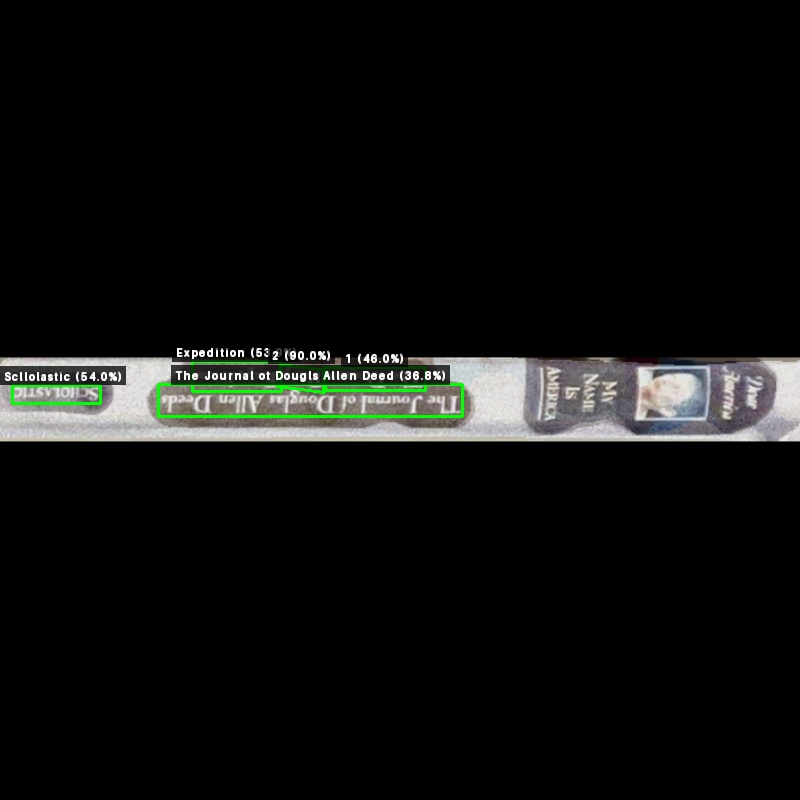 Expedition (53
2 (90.0%)
1 (46.0%)
The Journal ot Dougls Allen Deed (36.8%)
Scllolastic (54.0%)
Dear America
MY
NAME
IS
AMERICA
The Journal of Douglas Allen Deeds
SCHOLASTIC